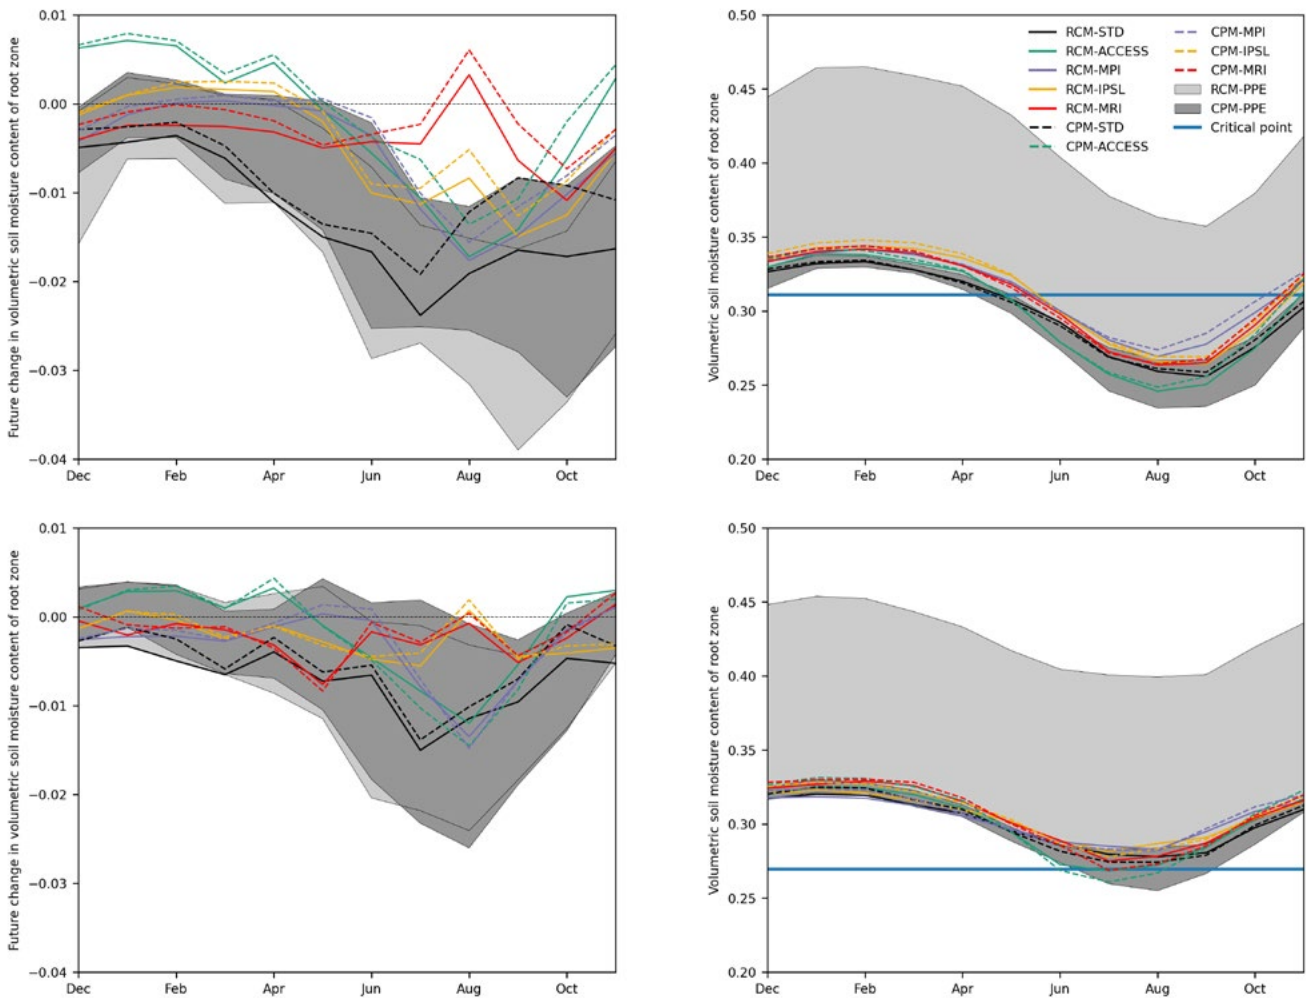 0.01
0.00
−0.01
−0.02
−0.03
−0.04
Dec Feb Apr Jun Aug Oct
Future change in volumetric soil moisture content of root zone
0.50
0.45
0.40
0.35
0.30
0.25
0.20
Dec Feb Apr Jun Aug Oct
Volumetric soil moisture content of root zone
RCM-STD
RCM-ACCESS
RCM-MPI
RCM-IPSL
RCM-MRI
CPM-STD
CPM-ACCESS
CPM-MPI
CPM-IPSL
CPM-MRI
RCM-PPE
CPM-PPE
Critical point
0.01
0.00
−0.01
−0.02
−0.03
−0.04
Dec Feb Apr Jun Aug Oct
Future change in volumetric soil moisture content of root zone
0.50
0.45
0.40
0.35
0.30
0.25
0.20
Dec Feb Apr Jun Aug Oct
Volumetric soil moisture content of root zone